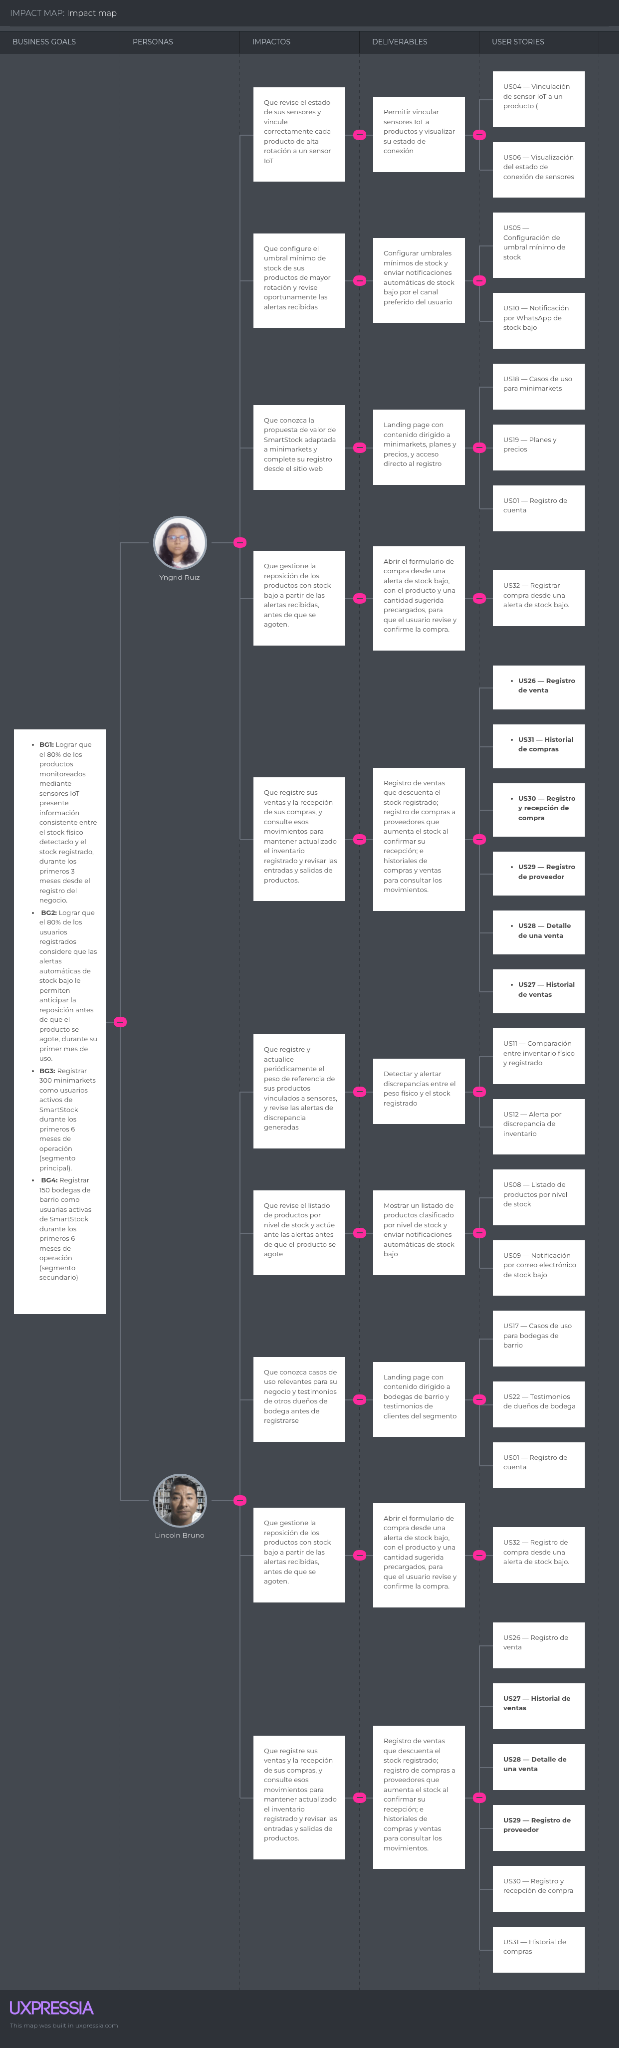 IMPACT MAP: Impact map
BUSINESS GOALS
PERSONAS
IMPACTOS
DELIVERABLES
USER STORIES
BG1: Lograr que
el 80% de los
productos
monitoreados
mediante
sensores IoT
presente
información
consistente entre
el stock físico
detectado y el
stock registrado
durante los
primeros 3
meses desde el
registro del
negocio.
BG2: Lograr que
el 80% de los
usuarios
registrados
considere que las
alertas
automáticas de
stock bajo le
permiten
anticipar la
reposición antes
de que el
producto se
agote, durante su
primer mes de
uso.
BG3: Registrar
300 minimarkets
como usuarios
activos de
SmartStock
durante los
primeros 6
meses de
operación
(segmento
principal).
BG4: Registrar
150 bodegas de
barrio como
usuarias activas
de SmartStock
durante los
primeros 6
meses de
operación
(segmento
secundario)
Yngrid Ruiz
Que revise el estado
de sus sensores y
vincule
correctamente cada
producto de alta
rotación a un sensor
IoT
Permitir vincular
sensores IoT a
productos y visualizar
su estado de
conexión
US04 — Vinculación
de sensor IoT a un
producto (
US06 — Visualización
del estado de
conexión de sensores
Que configure el
umbral mínimo de
stock de sus
productos de mayor
rotación y revise
oportunamente las
alertas recibidas
Configurar umbrales
mínimos de stock y
enviar notificaciones
automáticas de stock
bajo por el canal
preferido del usuario
US05 —
Configuración de
umbral mínimo de
stock
US10 — Notificación
por WhatsApp de
stock bajo
Que conozca la
propuesta de valor de
SmartStock adaptada
a minimarkets y
complete su registro
desde el sitio web
Landing page con
contenido dirigido a
minimarkets, planes y
precios, y acceso
directo al registro
US18 — Casos de uso
para minimarkets
US19 — Planes y
precios
US01 — Registro de
cuenta
Que gestione la
reposición de los
productos con stock
bajo a partir de las
alertas recibidas,
antes de que se
agoten.
Abrir el formulario de
compra desde una
alerta de stock bajo,
con el producto y una
cantidad sugerida
precargados, para
que el usuario revise y
confirme la compra.
US32 — Registrar
compra desde una
alerta de stock bajo.
Que registre sus
ventas y la recepción
de sus compras, y
consulte esos
movimientos para
mantener actualizado
el inventario
registrado y revisar las
entradas y salidas de
productos.
Registro de ventas
que descuenta el
stock registrado;
registro de compras a
proveedores que
aumenta el stock al
confirmar su
recepción; e
historiales de
compras y ventas
para consultar los
movimientos.
US26 — Registro
de venta
US31 — Historial
de compras
US30 — Registro
y recepción de
compra
US29 — Registro
de proveedor
US28 — Detalle
de una venta
US27 — Historial
de ventas
Lincoln Bruno
Que registre y
actualice
periódicamente el
peso de referencia de
sus productos
vinculados a sensores,
y revise las alertas de
discrepancia
generadas
Detectar y alertar
discrepancias entre el
peso físico y el stock
registrado
US11 — Comparación
entre inventario físico
y registrado
US12 — Alerta por
discrepancia de
inventario
Que revise el listado
de productos por
nivel de stock y actúe
ante las alertas antes
de que el producto se
agote
Mostrar un listado de
productos clasificado
por nivel de stock y
enviar notificaciones
automáticas de stock
bajo
US08 — Listado de
productos por nivel
de stock
US09 — Notificación
por correo electrónico
de stock bajo
Que conozca casos de
uso relevantes para su
negocio y testimonios
de otros dueños de
bodega antes de
registrarse
Landing page con
contenido dirigido a
bodegas de barrio y
testimonios de
clientes del segmento
US17 — Casos de uso
para bodegas de
barrio
US22 — Testimonios
de dueños de bodega
US01 — Registro de
cuenta
Que gestione la
reposición de los
productos con stock
bajo a partir de las
alertas recibidas,
antes de que se
agoten.
Abrir el formulario de
compra desde una
alerta de stock bajo,
con el producto y una
cantidad sugerida
precargados, para
que el usuario revise y
confirme la compra.
US32 — Registro de
compra desde una
alerta de stock bajo.
Que registre sus
ventas y la recepción
de sus compras, y
consulte esos
movimientos para
mantener actualizado
el inventario
registrado y revisar las
entradas y salidas de
productos.
Registro de ventas
que descuenta el
stock registrado;
registro de compras a
proveedores que
aumenta el stock al
confirmar su
recepción; e
historiales de
compras y ventas
para consultar los
movimientos.
US26 — Registro de
venta
US27 — Historial de
ventas
US28 — Detalle de
una venta
US29 — Registro de
proveedor
US30 — Registro y
recepción de compra
US31 — Historial de
compras
UXPRESSIA
This map was built in uxpressia.com